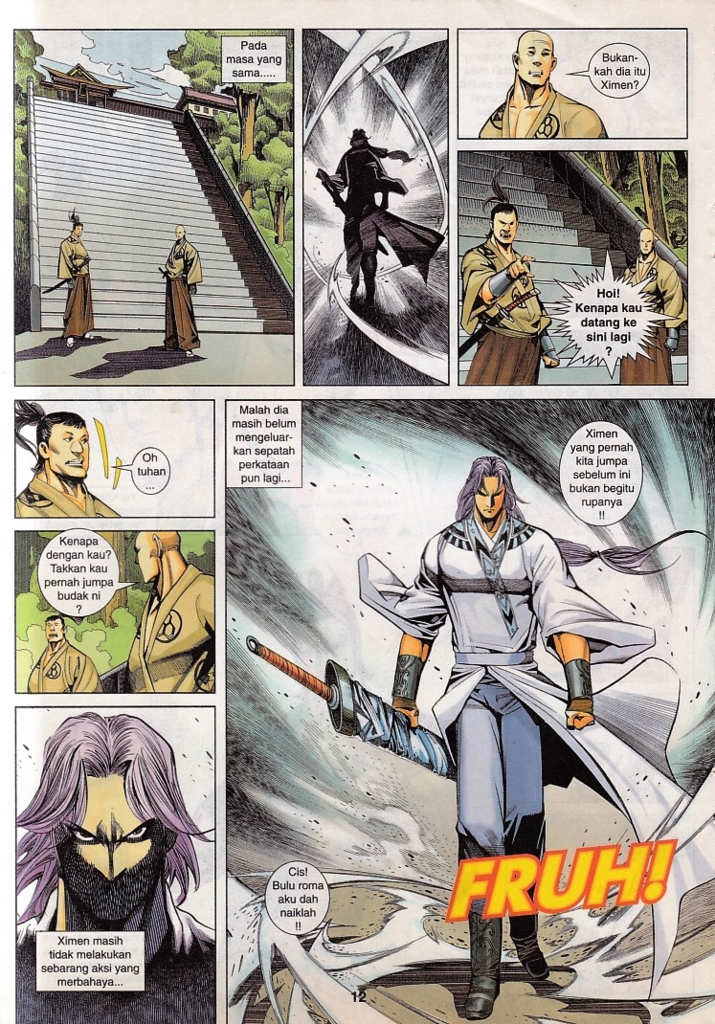 Pada
masa yang
sama.....
Bukan-
kah dia itu
Ximen?
Hoi!
Kenapa kau
datang ke
sini lagi
?
Oh
tuhan
...
Kenapa
dengan kau?
Takkan kau
pernah jumpa
budak ni
?
Ximen masih
tidak melakukan
sebarang aksi yang
merbahaya...
Malah dia
masih belum
mengeluar-
kan sepatah
perkataan
pun lagi...
Ximen
yang pernah
kita jumpa
sebelum ini
bukan begitu
rupanya
!!
Cis!
Bulu roma
aku dah
naiklah
!!
FRUH!
12